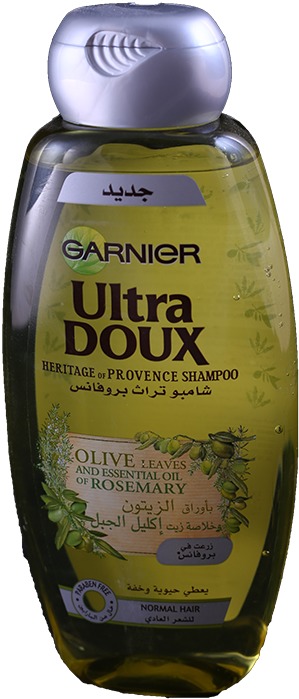 جديد
GARNIER
Ultra
DOUX
HERITAGE OF PROVENCE SHAMPOO
شامبو تراث بروفانس
OLIVE LEAVES
AND ESSENTIAL OIL
OF ROSEMARY
بأوراق الزيتون
وخلاصة زيت إكليل الجبل
زرعت في
بروفانس*
PARABEN FREE
يعطي حيوية وخفة
NORMAL HAIR
للشعر العادي